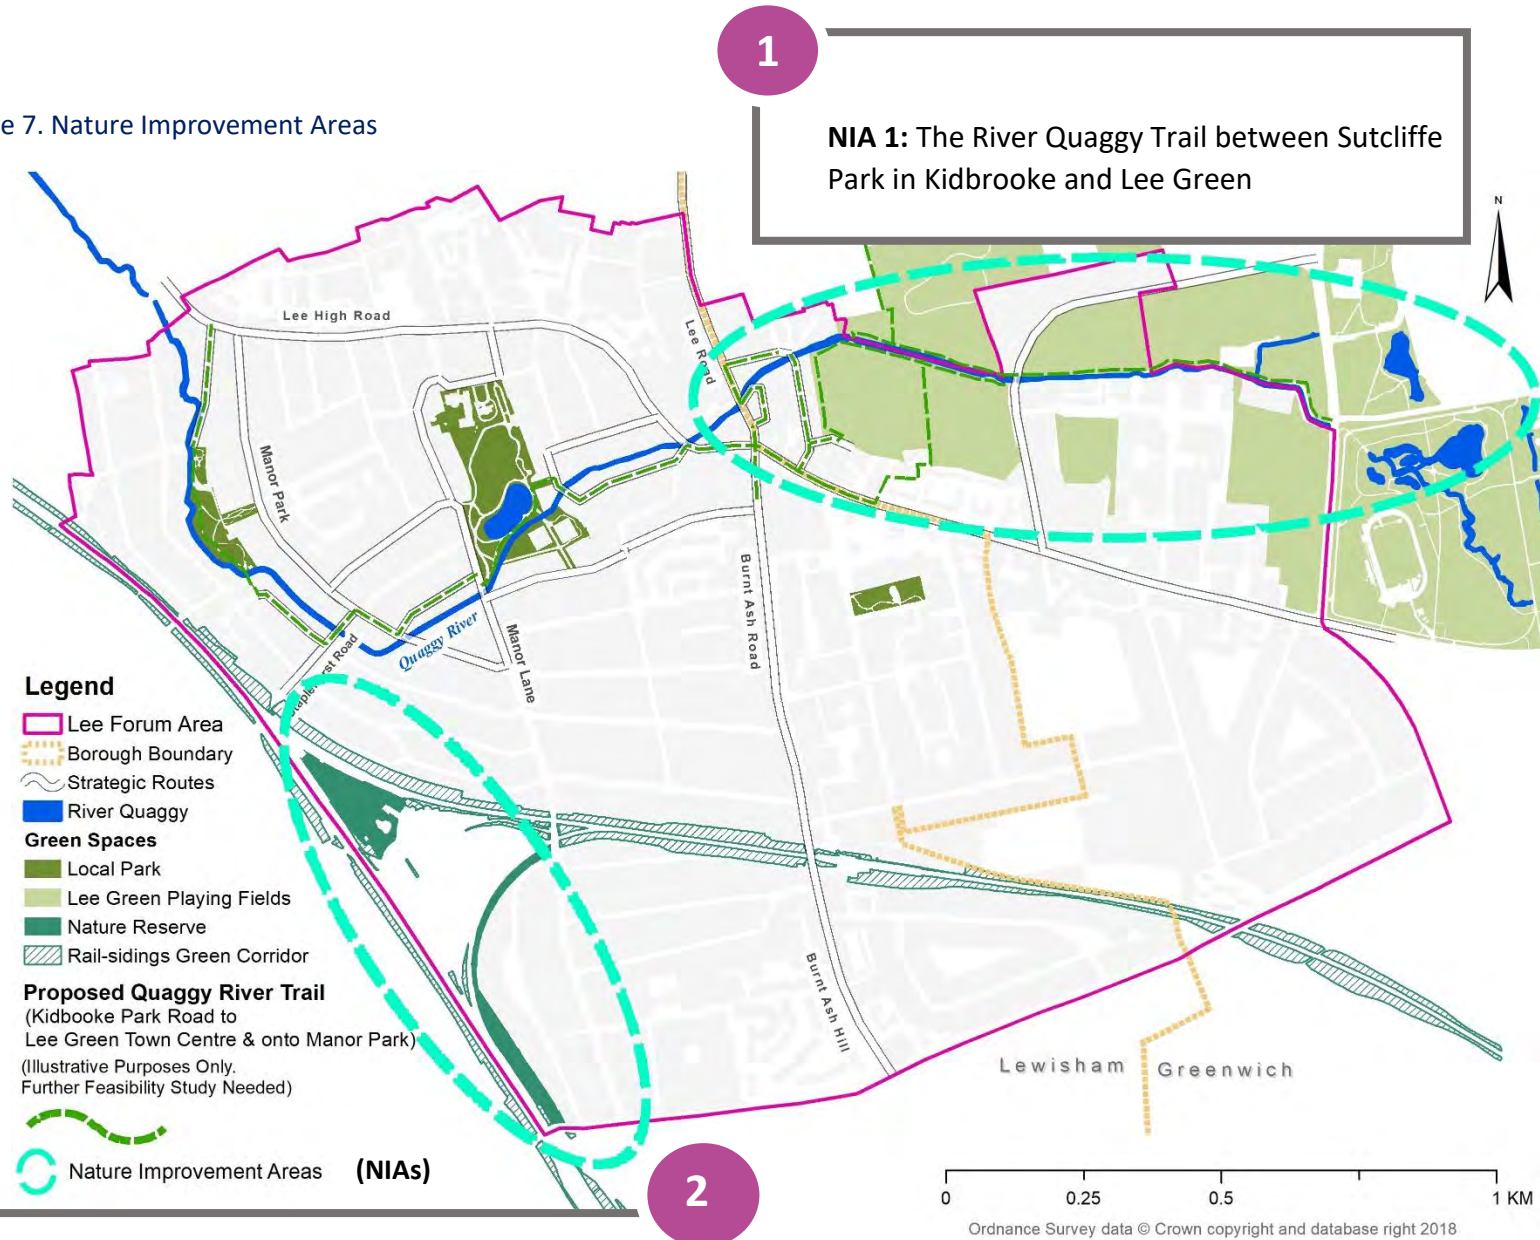 1
e 7. Nature Improvement Areas
NIA 1: The River Quaggy Trail between Sutcliffe
Park in Kidbrooke and Lee Green
N
Lee High Road
Lee Road
Manor Park
Quaggy River
Manor Lane
Burnt Ash Road
Burnt Ash Hill
Legend
Lee Forum Area
Borough Boundary
Strategic Routes
River Quaggy
Green Spaces
Local Park
Lee Green Playing Fields
Nature Reserve
Rail-sidings Green Corridor
Proposed Quaggy River Trail
(Kidbooke Park Road to
Lee Green Town Centre & onto Manor Park)
(Illustrative Purposes Only.
Further Feasibility Study Needed)
Nature Improvement Areas (NIAs)
Lewisham Greenwich
2
0 0.25 0.5 1 KM
Ordnance Survey data © Crown copyright and database right 2018